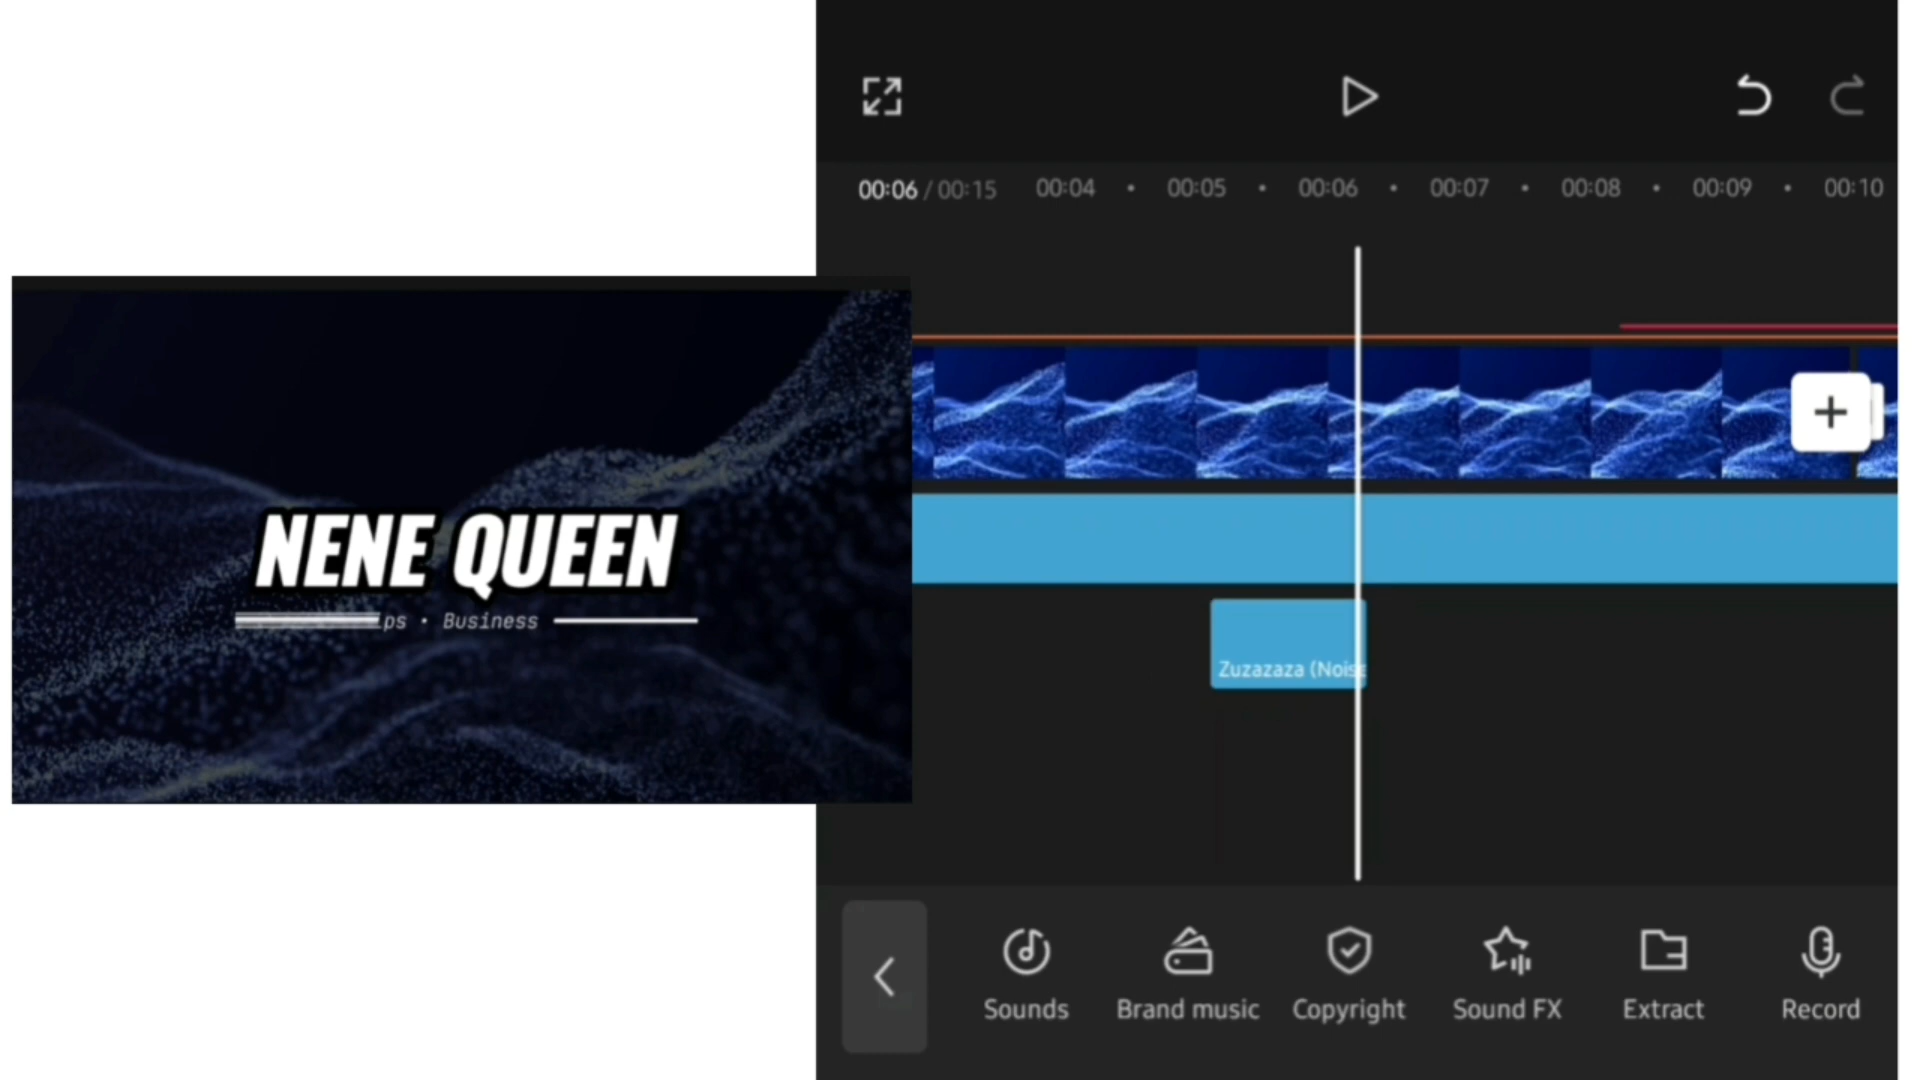 00:06 / 00:15 00:04 • 00:05 • 00:06 • 00:07 • 00:08 • 00:09 • 00:10
NENE QUEEN
ps • Business
Zuzazaza (Noise
Sounds Brand music Copyright Sound FX Extract Record